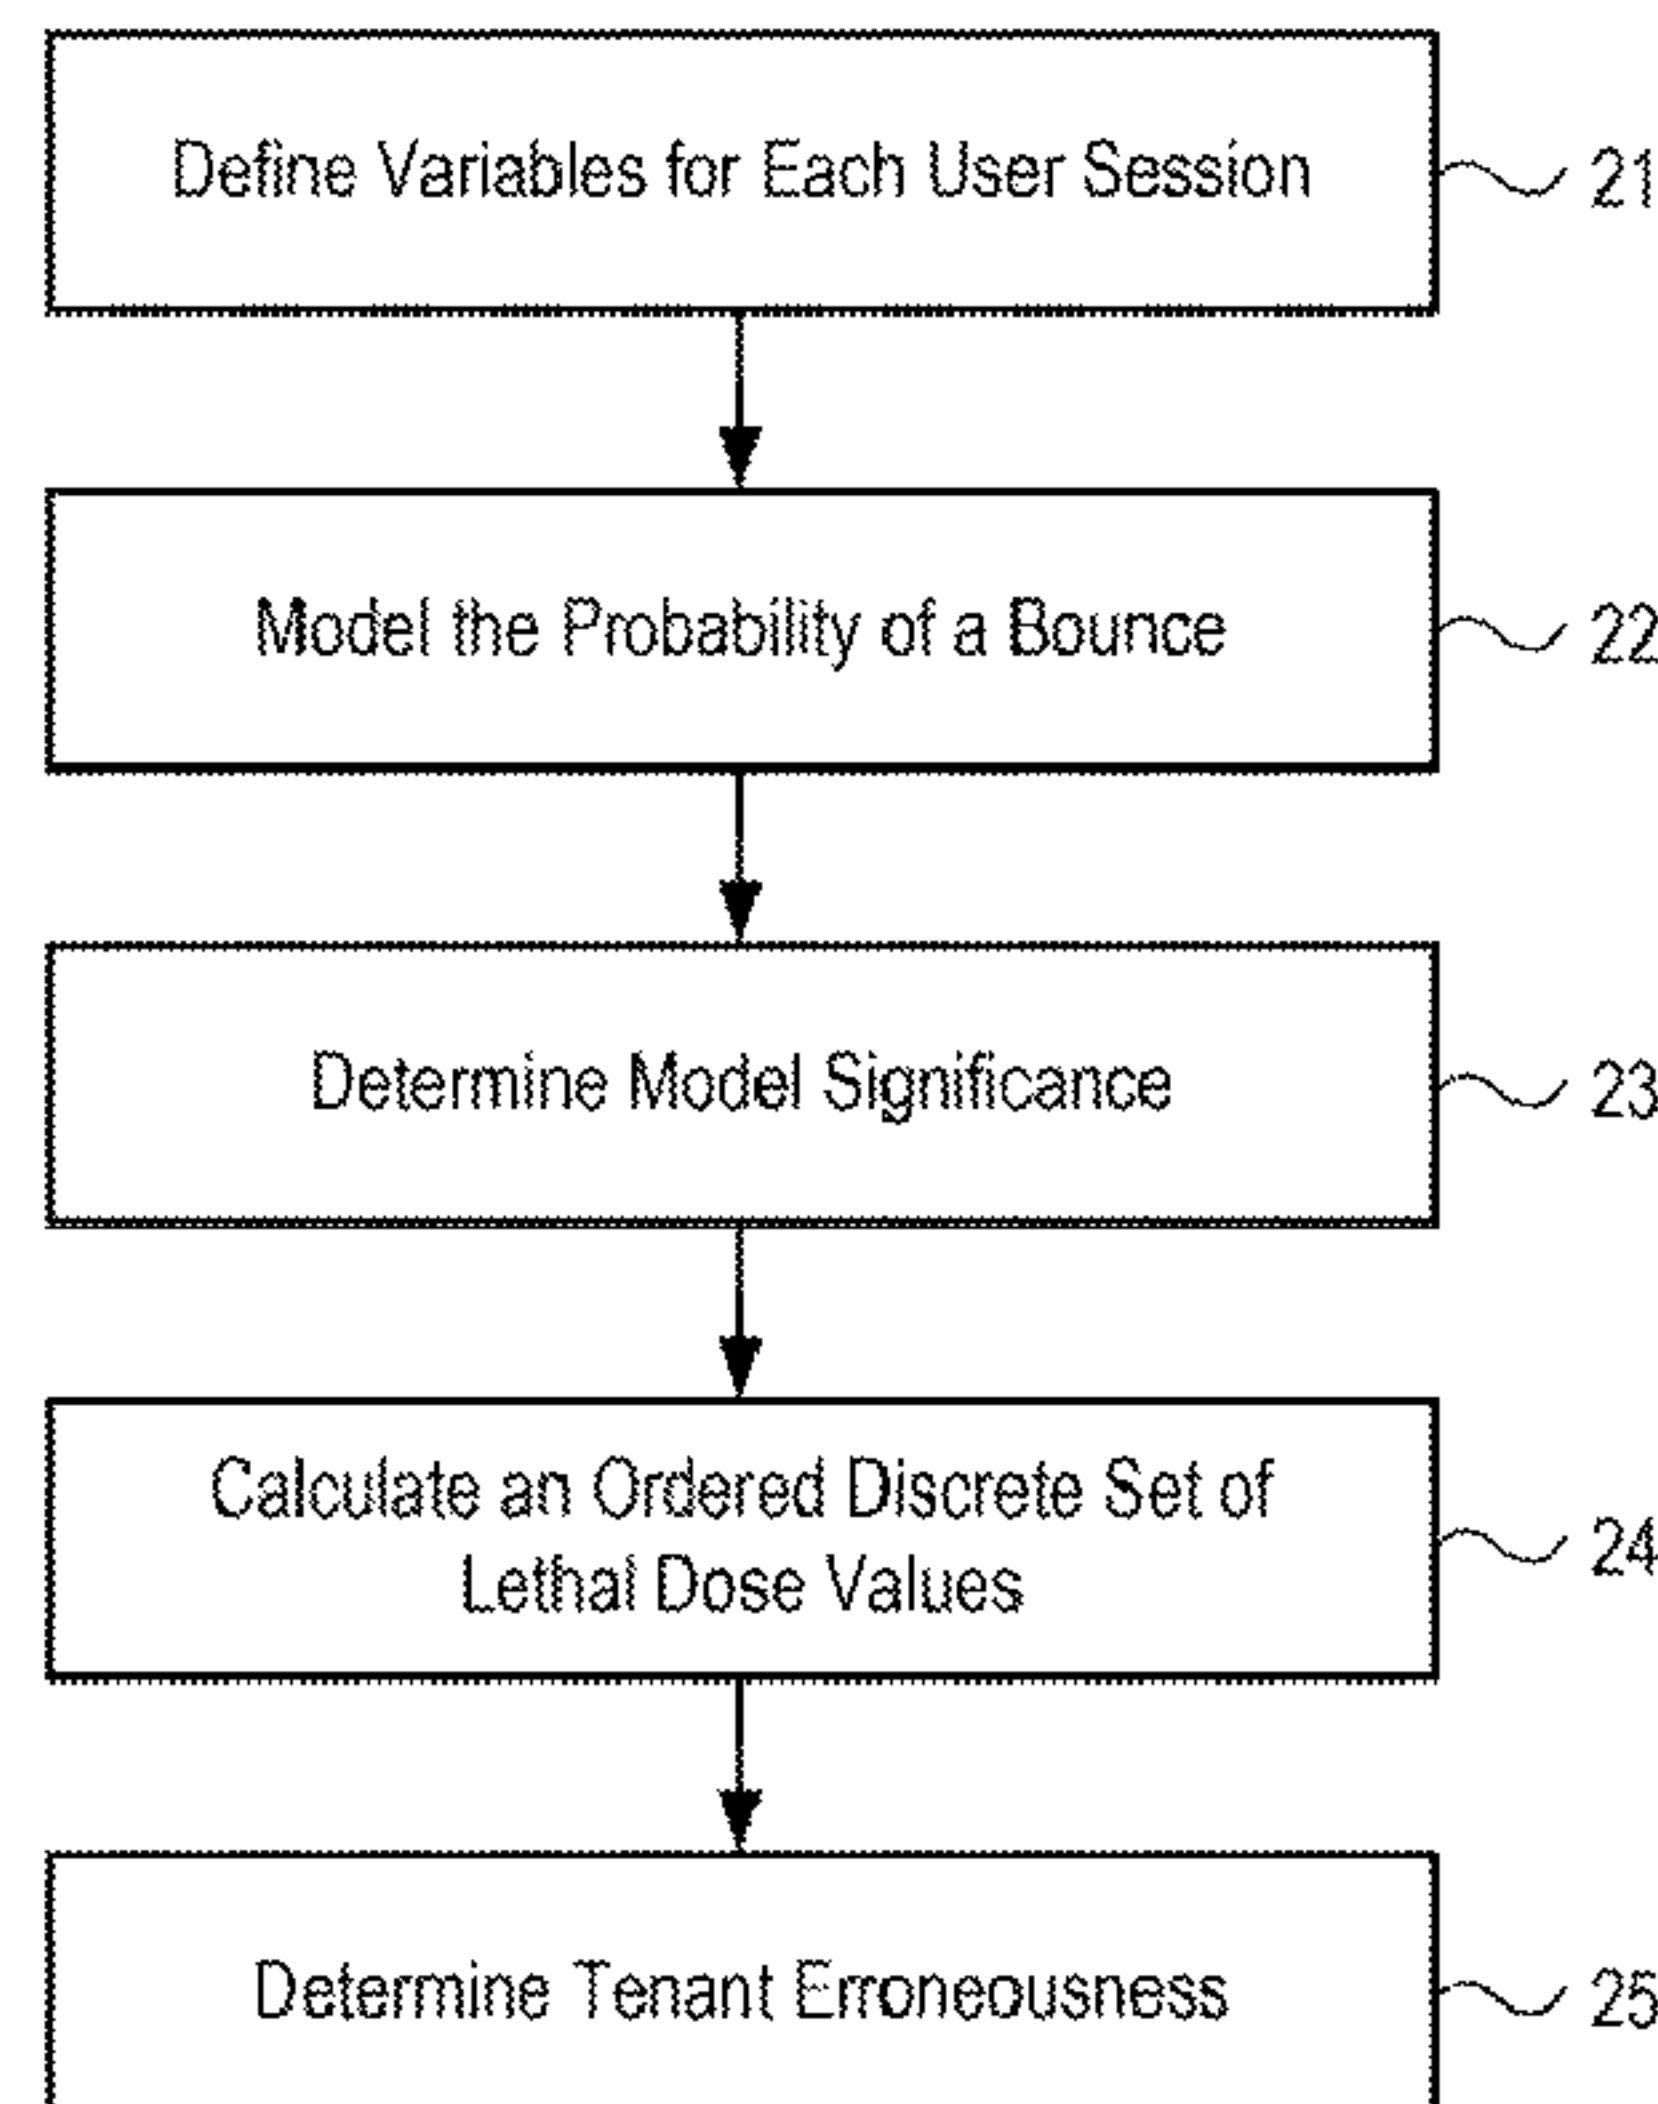 Define Variables for Each User Session
21
Model the Probability of a Bounce
22
Determine Model Significance
23
Calculate an Ordered Discrete Set of
Lethal Dose Values
24
Determine Tenant Erroneousness
25